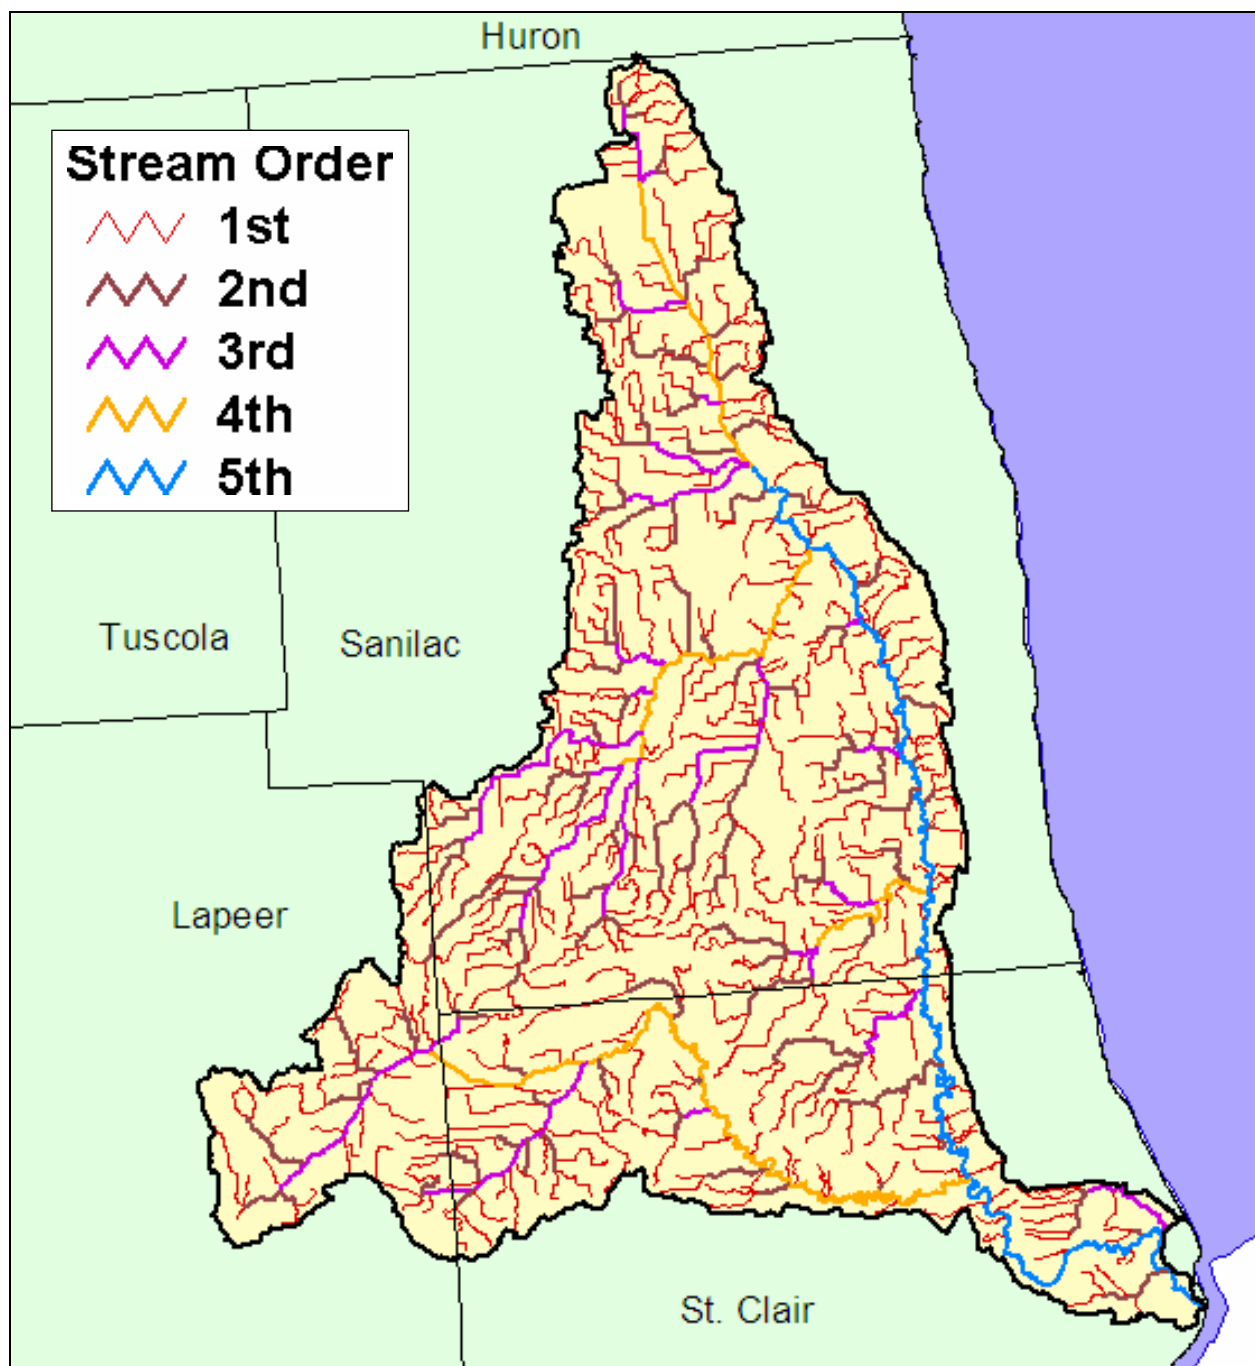 Huron
Stream Order
1st
2nd
3rd
4th
5th
Tuscola
Sanilac
Lapeer
St. Clair